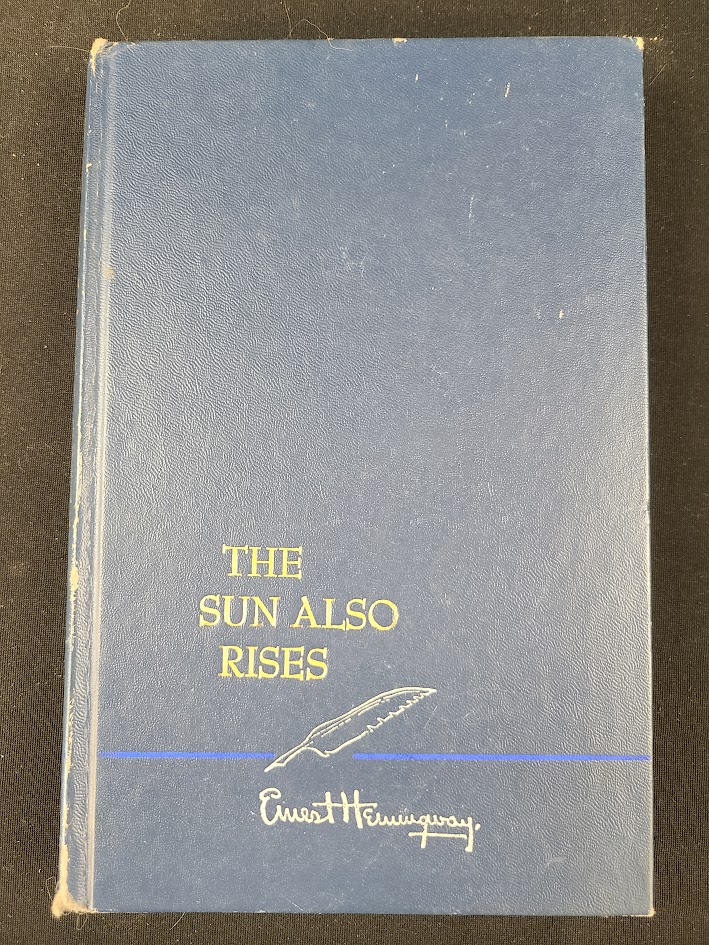 THE
SUN ALSO
RISES
Ernest Hemingway.